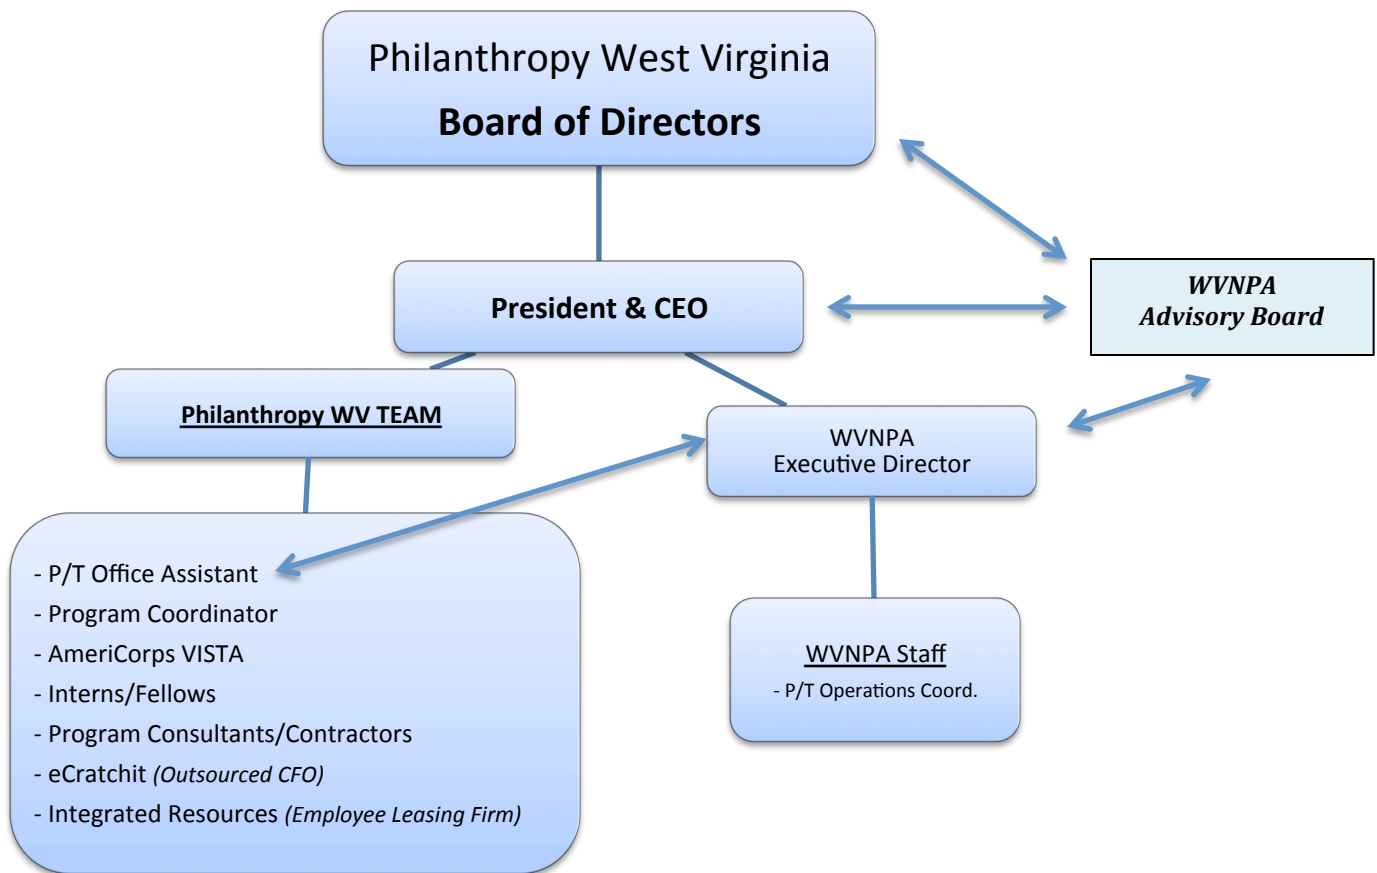 Philanthropy West Virginia
Board of Directors
President & CEO
WVNPA
Advisory Board
Philanthropy WV TEAM
WVNPA
Executive Director
- P/T Office Assistant
- Program Coordinator
- AmeriCorps VISTA
- Interns/Fellows
- Program Consultants/Contractors
- eCratchit (Outsourced CFO)
- Integrated Resources (Employee Leasing Firm)
WVNPA Staff
- P/T Operations Coord.